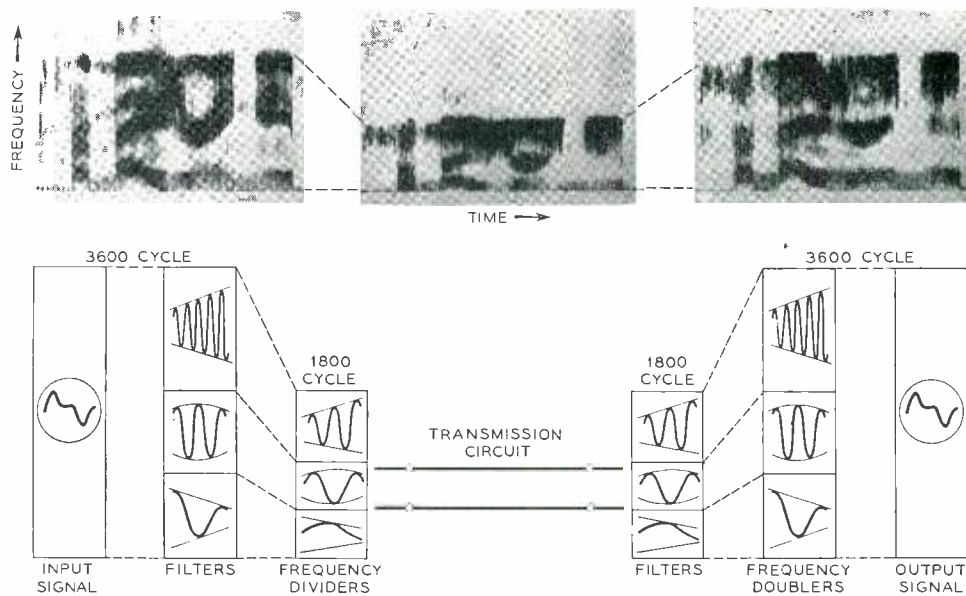 FREQUENCY
TIME
3600 CYCLE
3600 CYCLE
1800
CYCLE
1800
CYCLE
TRANSMISSION
CIRCUIT
INPUT
SIGNAL
FILTERS
FREQUENCY
DIVIDERS
FILTERS
FREQUENCY
DOUBLERS
OUTPUT
SIGNAL